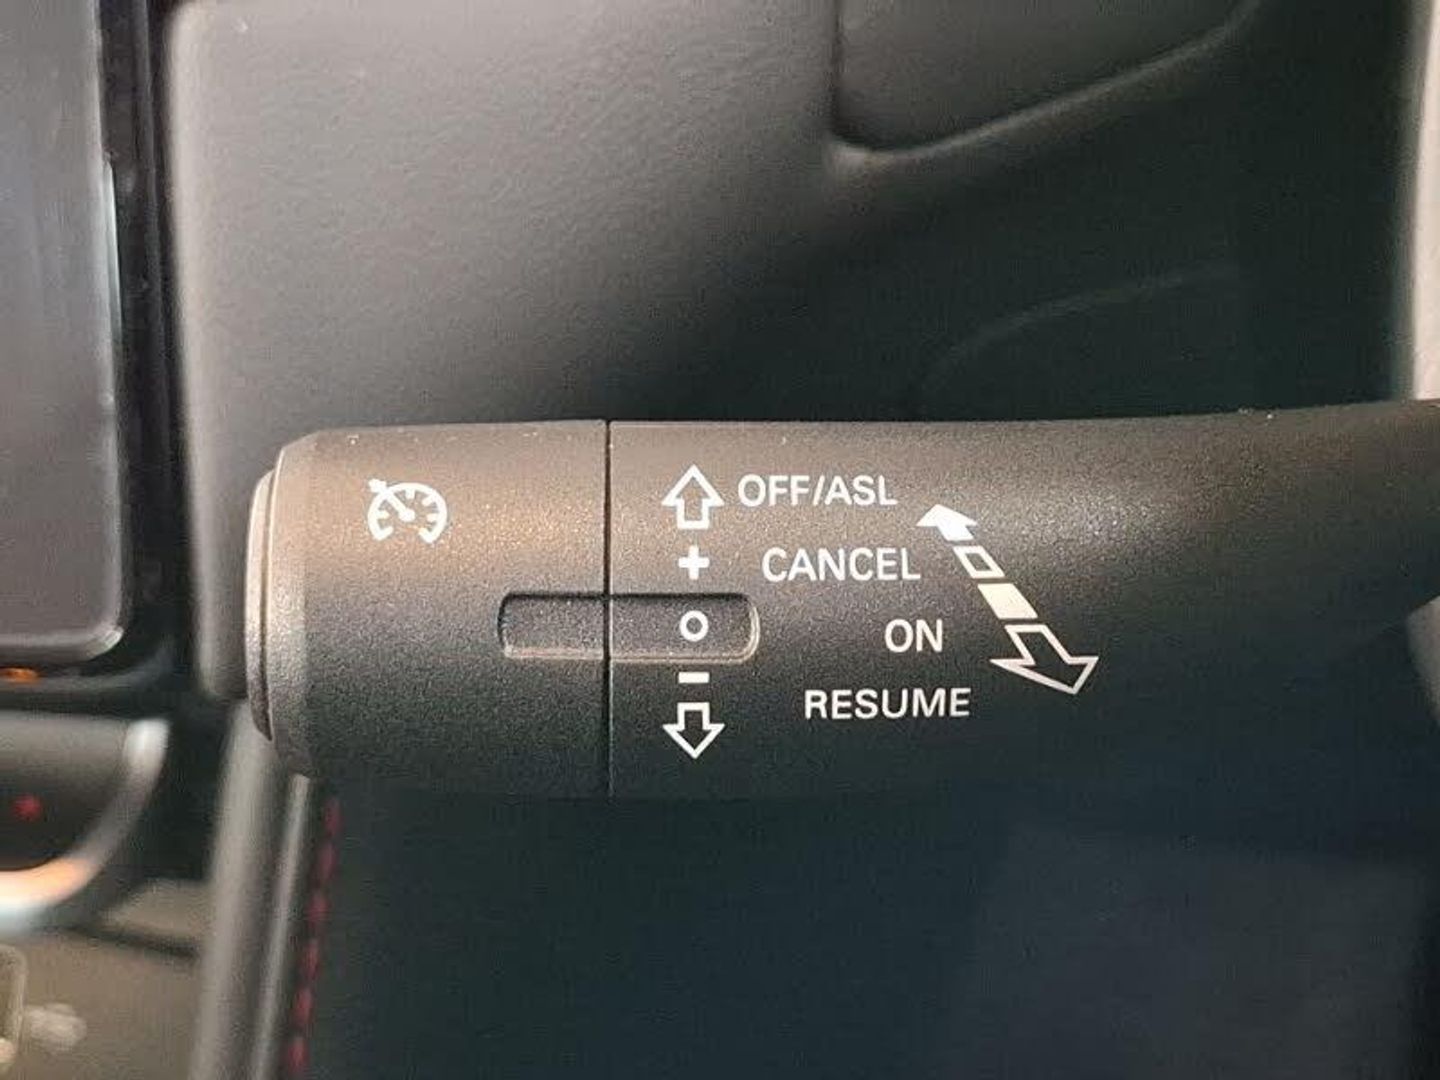 OFF/ASL
+ CANCEL
O ON
- RESUME